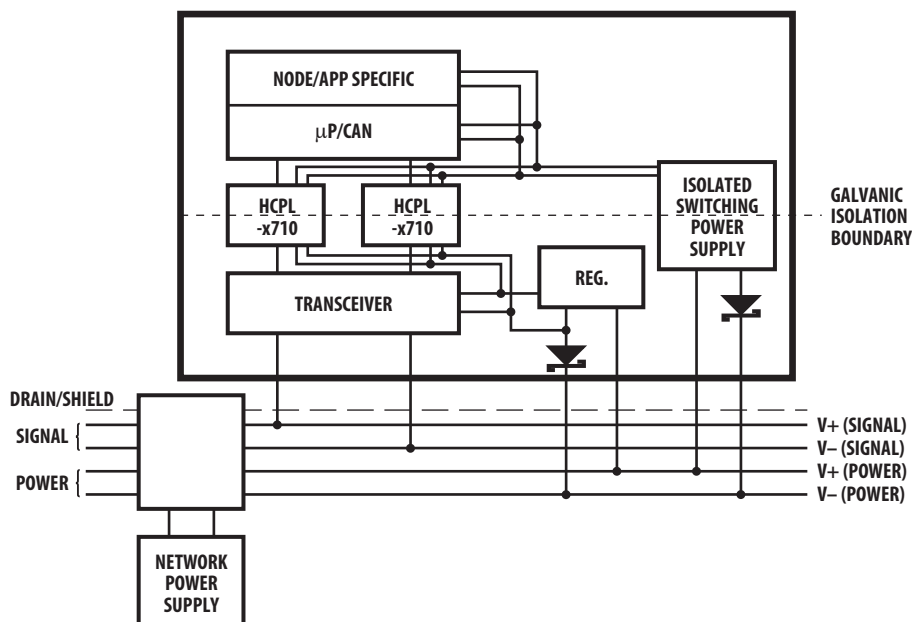 NODE/APP SPECIFIC
μP/CAN
HCPL
-x710
HCPL
-x710
ISOLATED
SWITCHING
POWER
SUPPLY
GALVANIC
ISOLATION
BOUNDARY
TRANSCEIVER
REG.
DRAIN/SHIELD
SIGNAL
POWER
V+ (SIGNAL)
V– (SIGNAL)
V+ (POWER)
V– (POWER)
NETWORK
POWER
SUPPLY